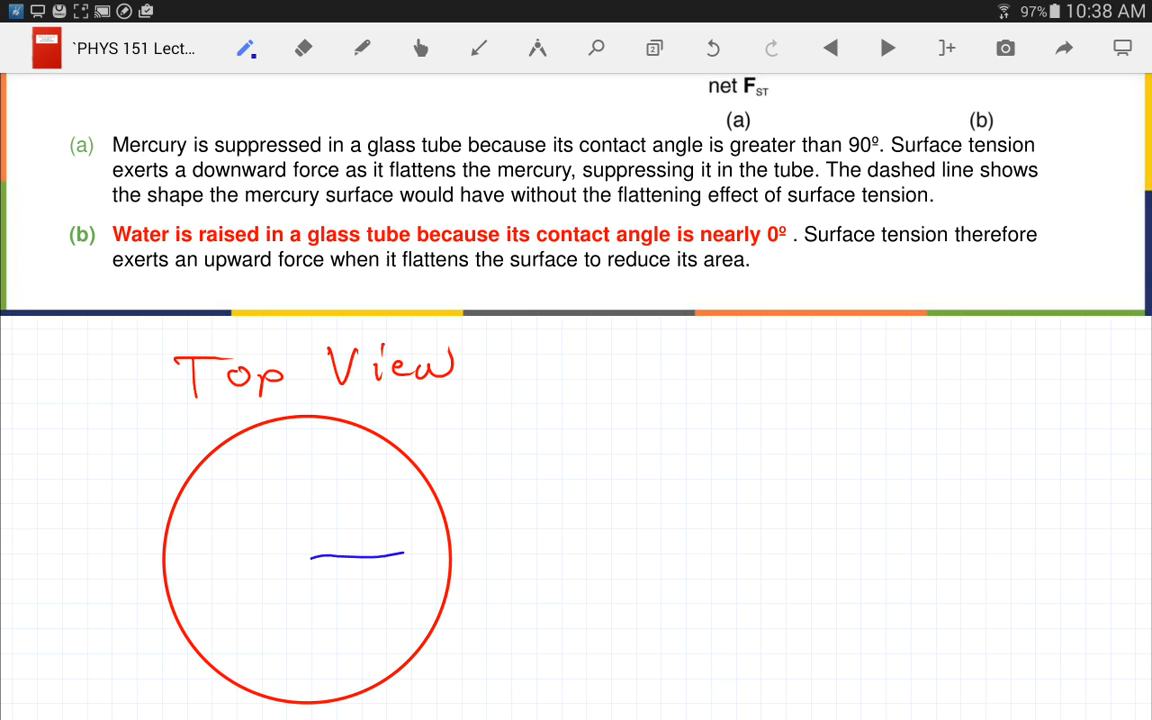 97% 10:38 AM
`PHYS 151 Lect...
2
]+
net F_ST
(a) (b)
(a) Mercury is suppressed in a glass tube because its contact angle is greater than 90º. Surface tension
exerts a downward force as it flattens the mercury, suppressing it in the tube. The dashed line shows
the shape the mercury surface would have without the flattening effect of surface tension.
(b) Water is raised in a glass tube because its contact angle is nearly 0º . Surface tension therefore
exerts an upward force when it flattens the surface to reduce its area.
Top View